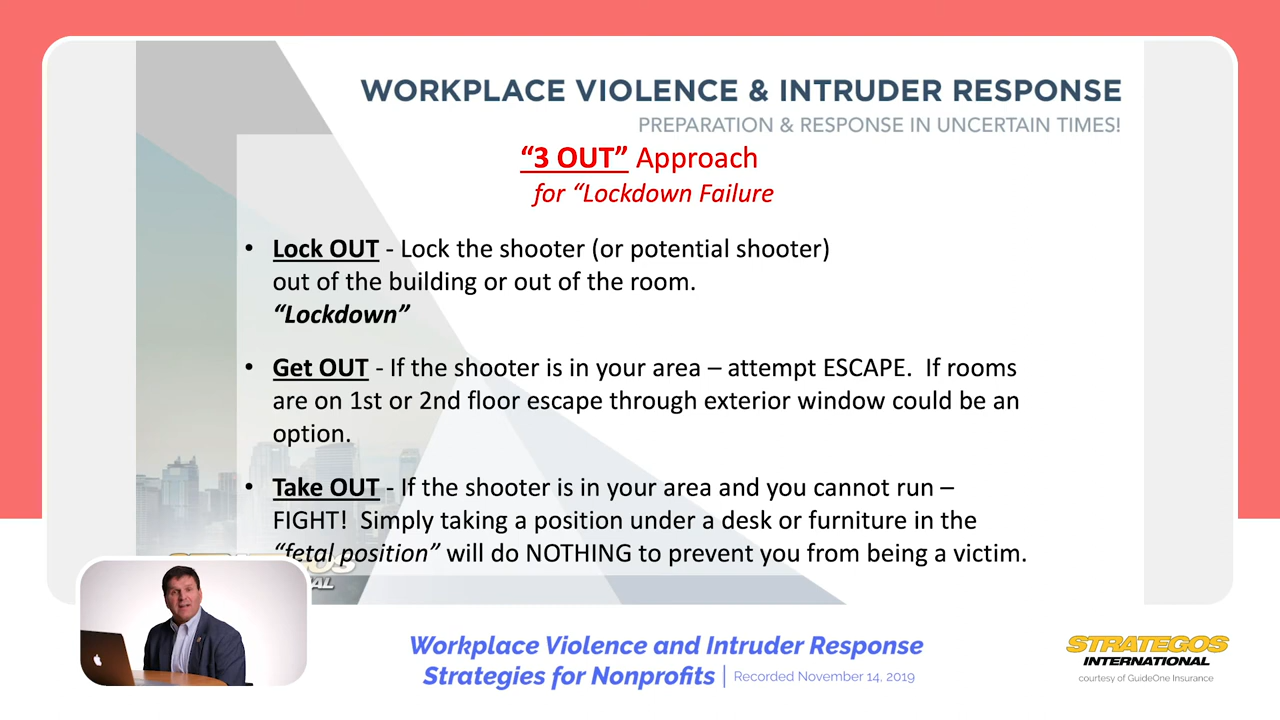 WORKPLACE VIOLENCE & INTRUDER RESPONSE
PREPARATION & RESPONSE IN UNCERTAIN TIMES!
“3 OUT” Approach
for “Lockdown Failure
• Lock OUT - Lock the shooter (or potential shooter)
out of the building or out of the room.
“Lockdown”
• Get OUT - If the shooter is in your area – attempt ESCAPE. If rooms
are on 1st or 2nd floor escape through exterior window could be an
option.
• Take OUT - If the shooter is in your area and you cannot run –
FIGHT! Simply taking a position under a desk or furniture in the
“fetal position” will do NOTHING to prevent you from being a victim.
Workplace Violence and Intruder Response
Strategies for Nonprofits | Recorded November 14, 2019
STRATEGOS
INTERNATIONAL
courtesy of GuideOne Insurance